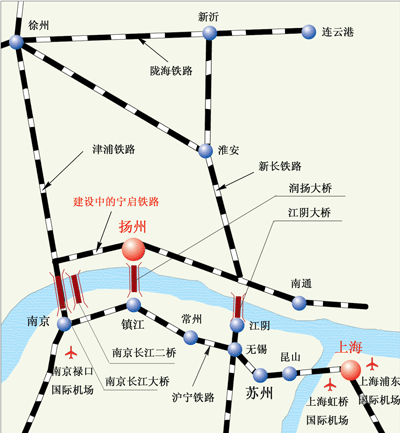 徐州
新沂
连云港
陇海铁路
津浦铁路
淮安
新长铁路
润扬大桥
建设中的宁启铁路
江阴大桥
扬州
南通
南京
镇江
常州
江阴
南京长江二桥
无锡
昆山
上海
南京禄口
国际机场
南京长江大桥
沪宁铁路
苏州
上海虹桥
国际机场
上海浦东
国际机场